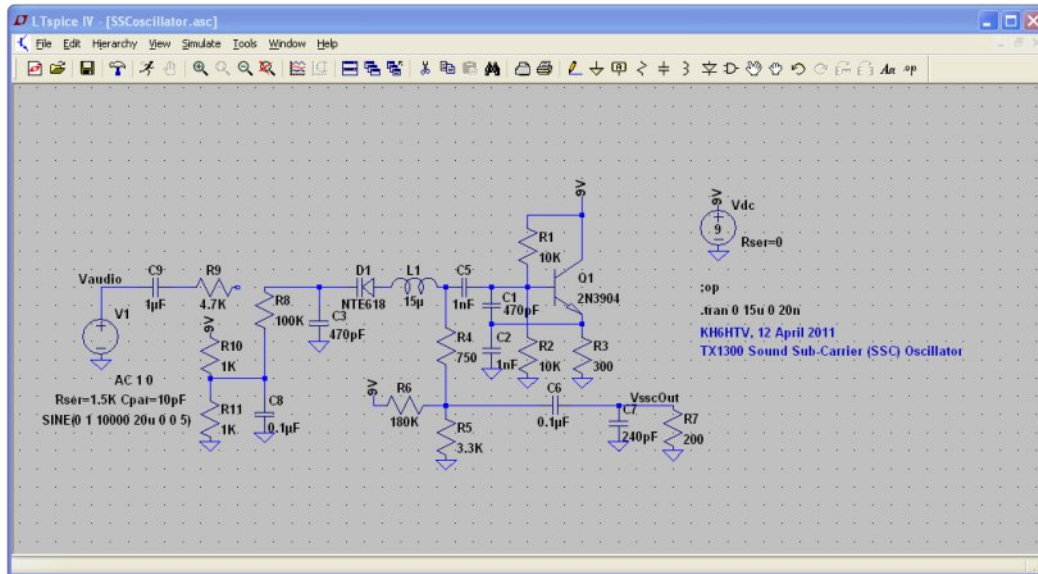 LTspice IV - [SSCoscillator.asc]
File Edit Hierarchy View Simulate Tools Window Help
Aa .op
9V
9V
Vdc
9
Rser=0
R1
10K
Vaudio
C9
1µF
R9
4.7K
D1
NTE618
L1
15µ
C5
1nF
Q1
2N3904
;op
.tran 0 15u 0 20n
KH6HTV, 12 April 2011
TX1300 Sound Sub-Carrier (SSC) Oscillator
V1
9V
R8
100K
C3
470pF
C1
470pF
R4
750
C2
1nF
R2
10K
R3
300
R10
1K
AC 1 0
Rser=1.5K Cpar=10pF
SINE(0 1 10000 20u 0 0 5)
R11
1K
C8
0.1µF
9V
R6
180K
R5
3.3K
C6
0.1µF
VsscOut
C7
240pF
R7
200